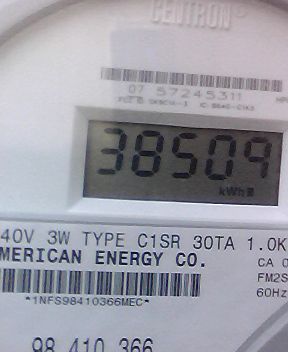 CENTRON®
07 57245311
38509
kWh
40V 3W TYPE C1SR 30TA 1.0K
MERICAN ENERGY CO.
CA 0
FM2S
60Hz
*1NFS98410366MEC*
98 410 366